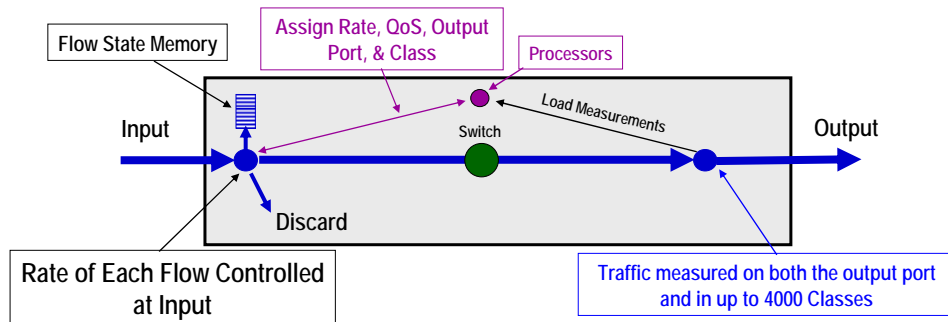 Flow State Memory
Assign Rate, QoS, Output
Port, & Class
Processors
Load Measurements
Input
Switch
Output
Discard
Rate of Each Flow Controlled
at Input
Traffic measured on both the output port
and in up to 4000 Classes